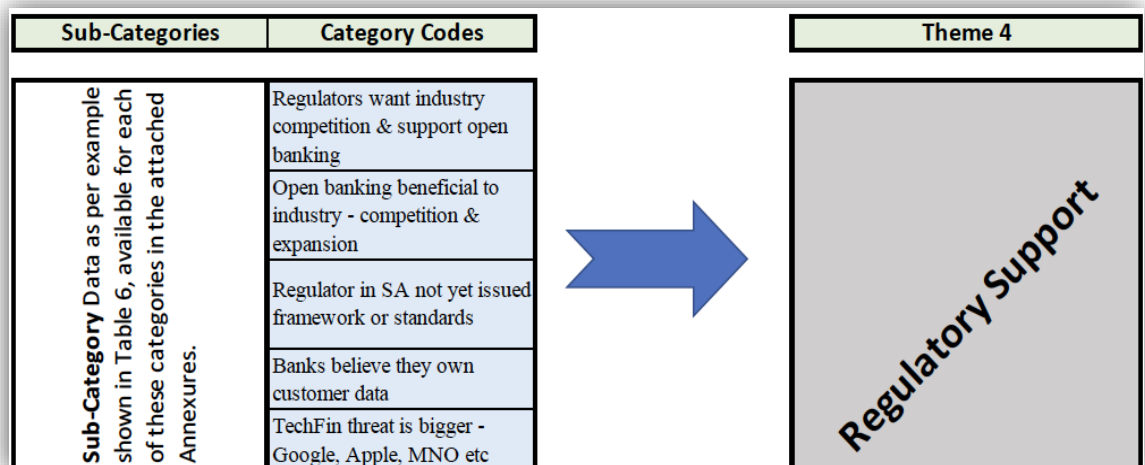 Sub-Categories
Category Codes
Theme 4
Sub-Category Data as per example
shown in Table 6, available for each
of these categories in the attached
Annexures.
Regulators want industry
competition & support open
banking
Open banking beneficial to
industry - competition &
expansion
Regulator in SA not yet issued
framework or standards
Banks believe they own
customer data
TechFin threat is bigger -
Google, Apple, MNO etc
Regulatory Support